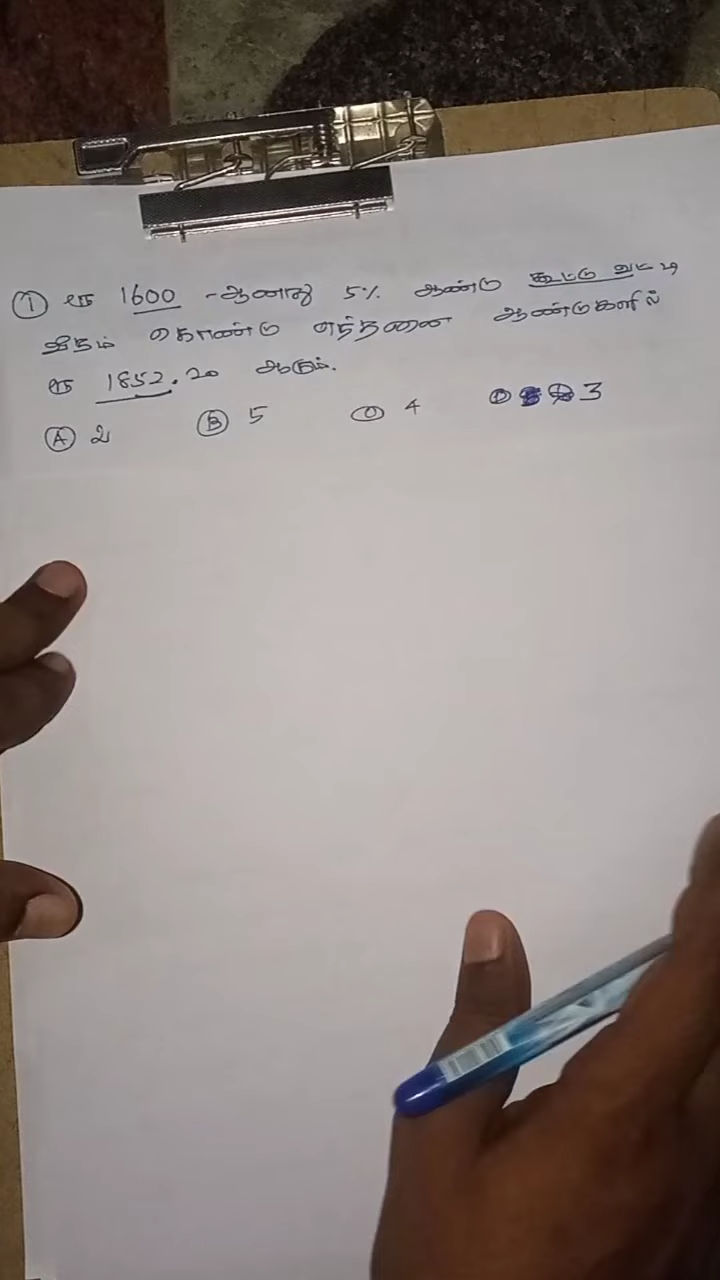 ① ரூ 1600 -ஆனது 5% ஆண்டு கூட்டு வட்டி
வீதம் கொண்டு எத்தனை ஆண்டுகளில்
ரூ 1852.20 ஆகும்.
Ⓐ 2 Ⓑ 5 Ⓒ 4 Ⓓ 3